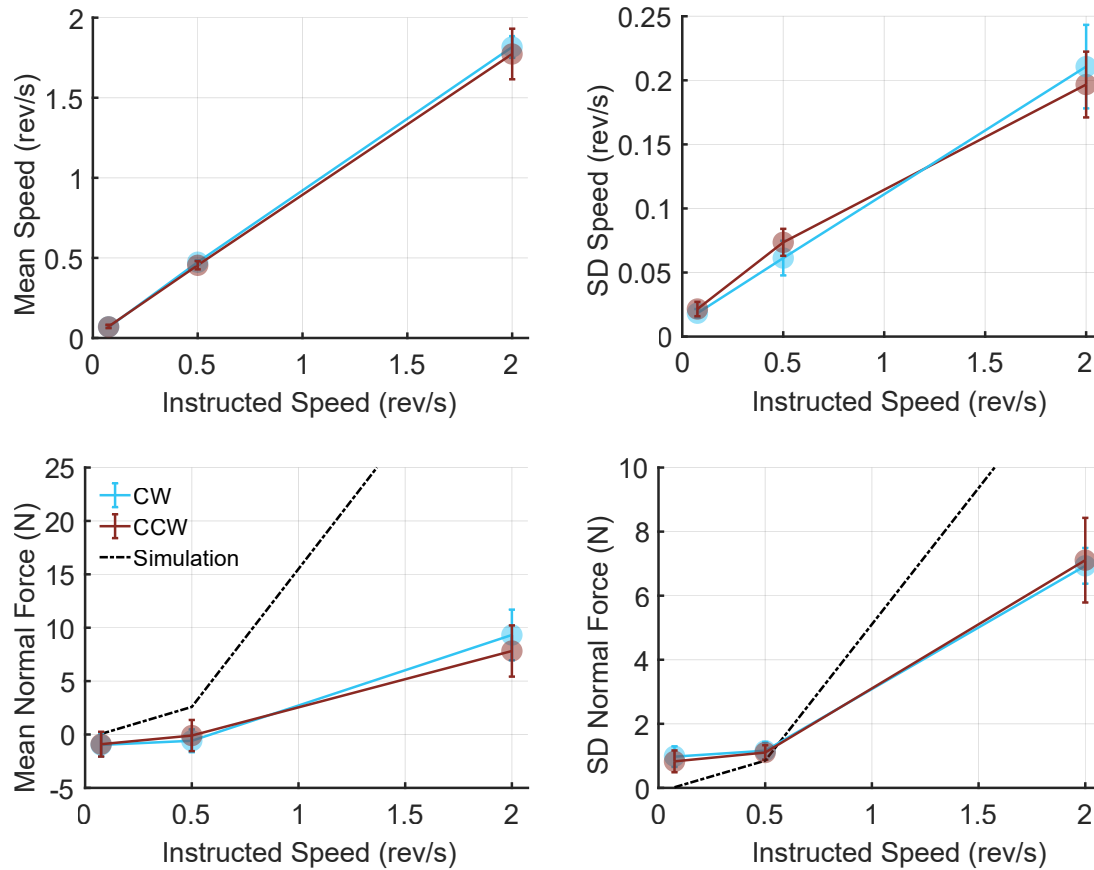 Mean Speed (rev/s)
2
1.5
1
0.5
0
0 0.5 1 1.5 2
Instructed Speed (rev/s)
SD Speed (rev/s)
0.25
0.2
0.15
0.1
0.05
0
0 0.5 1 1.5 2
Instructed Speed (rev/s)
Mean Normal Force (N)
25
20
15
10
5
0
-5
CW
CCW
Simulation
0 0.5 1 1.5 2
Instructed Speed (rev/s)
SD Normal Force (N)
10
8
6
4
2
0
0 0.5 1 1.5 2
Instructed Speed (rev/s)